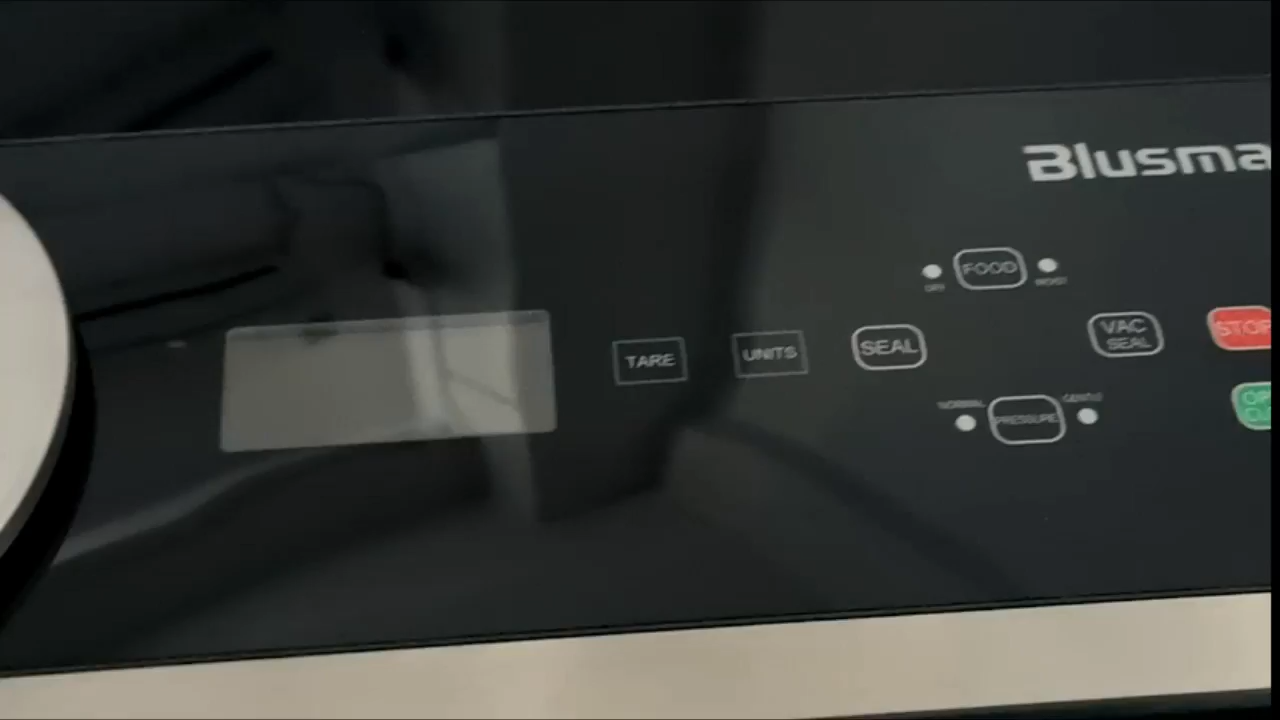 Blusma
FOOD
DRY
MOIST
TARE
UNITS
SEAL
VAC
SEAL
STOP
NORMAL
PRESSURE
GENTLE